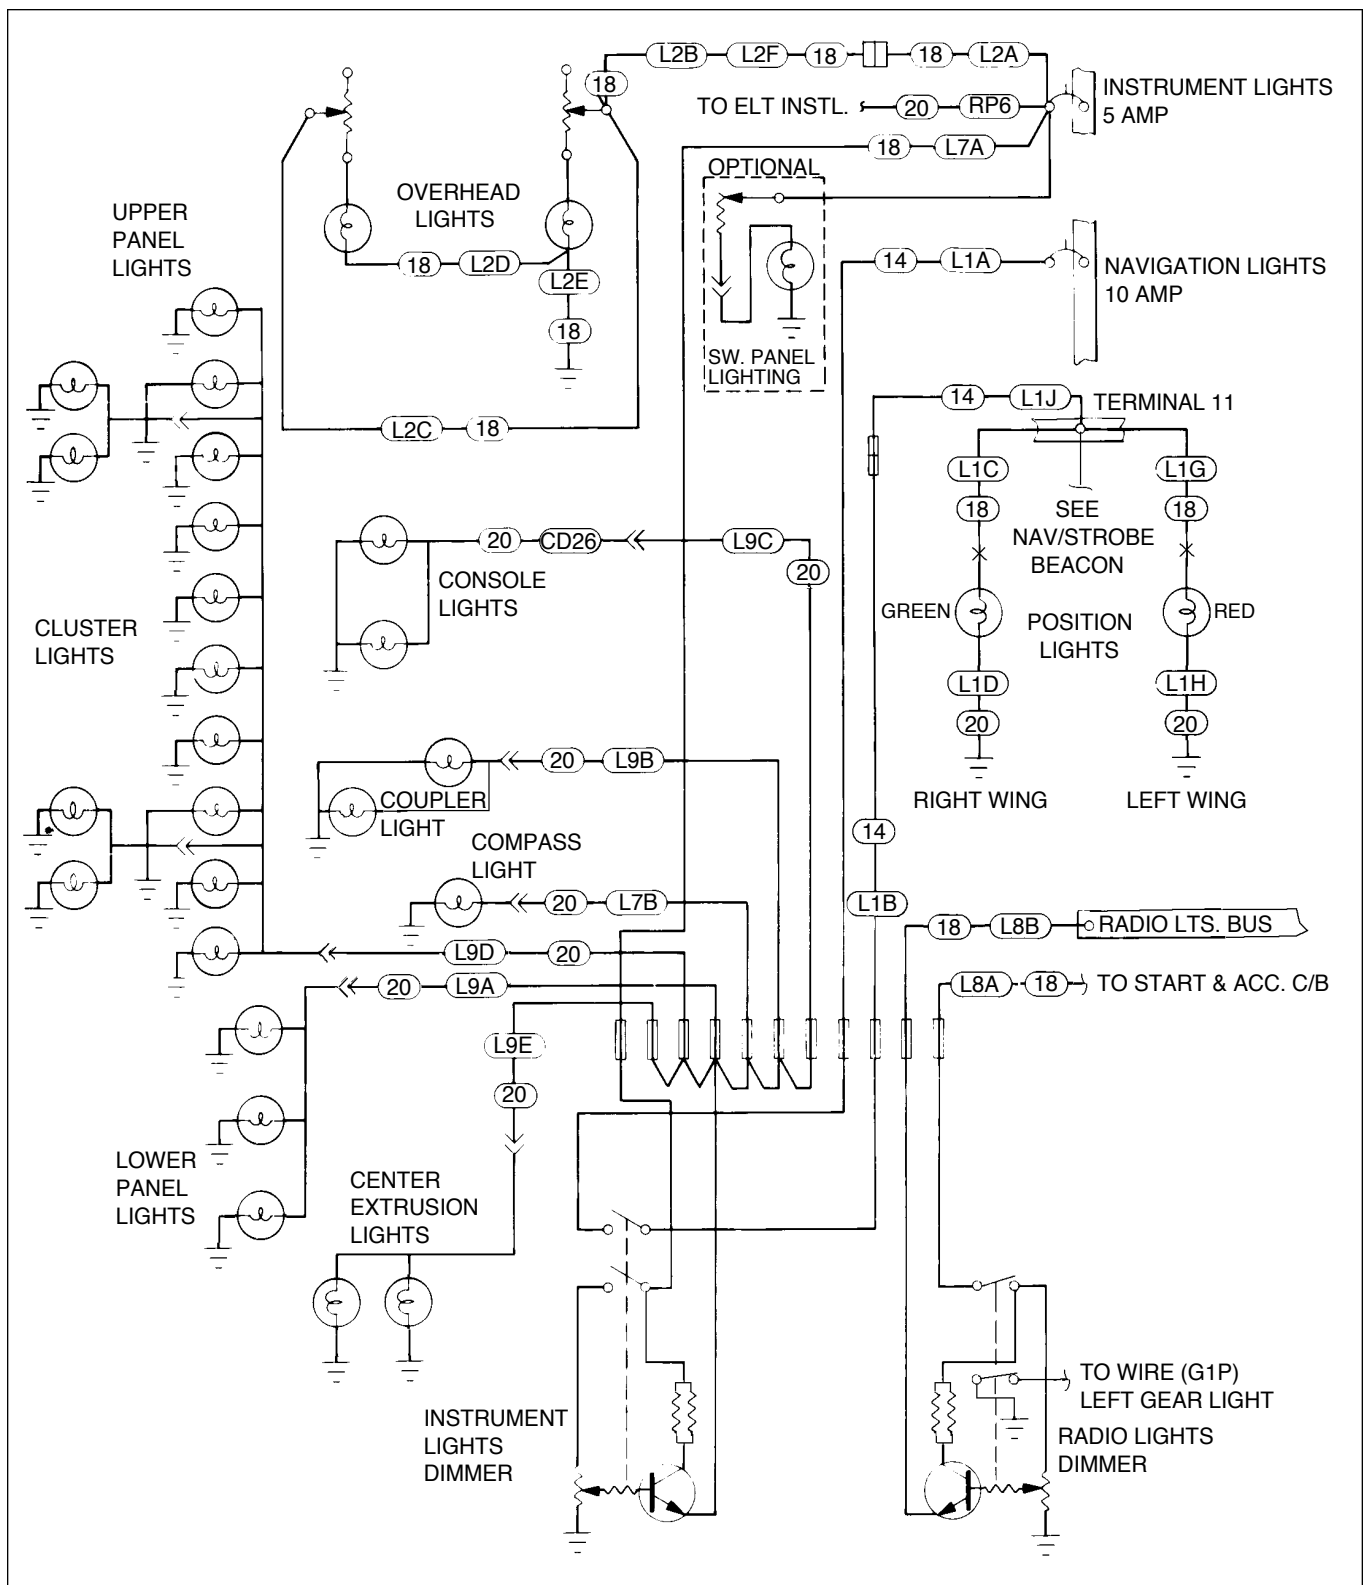 L2B L2F 18 18 L2A
18
INSTRUMENT LIGHTS
5 AMP
TO ELT INSTL. 20 RP6
18 L7A
OPTIONAL
OVERHEAD
LIGHTS
UPPER
PANEL
LIGHTS
18 L2D
L2E
18
14 L1A
NAVIGATION LIGHTS
10 AMP
SW. PANEL
LIGHTING
L2C 18
14 L1J
TERMINAL 11
L1C
18
L1G
18
SEE
NAV/STROBE
BEACON
20 CD26 L9C
20
CONSOLE
LIGHTS
GREEN
POSITION
LIGHTS
RED
CLUSTER
LIGHTS
L1D
20
L1H
20
RIGHT WING
LEFT WING
20 L9B
COUPLER
LIGHT
14
COMPASS
LIGHT
20 L7B
L1B
18 L8B
RADIO LTS. BUS
L9D 20
20 L9A
L8A 18 TO START & ACC. C/B
L9E
20
LOWER
PANEL
LIGHTS
CENTER
EXTRUSION
LIGHTS
TO WIRE (G1P)
LEFT GEAR LIGHT
INSTRUMENT
LIGHTS
DIMMER
RADIO LIGHTS
DIMMER